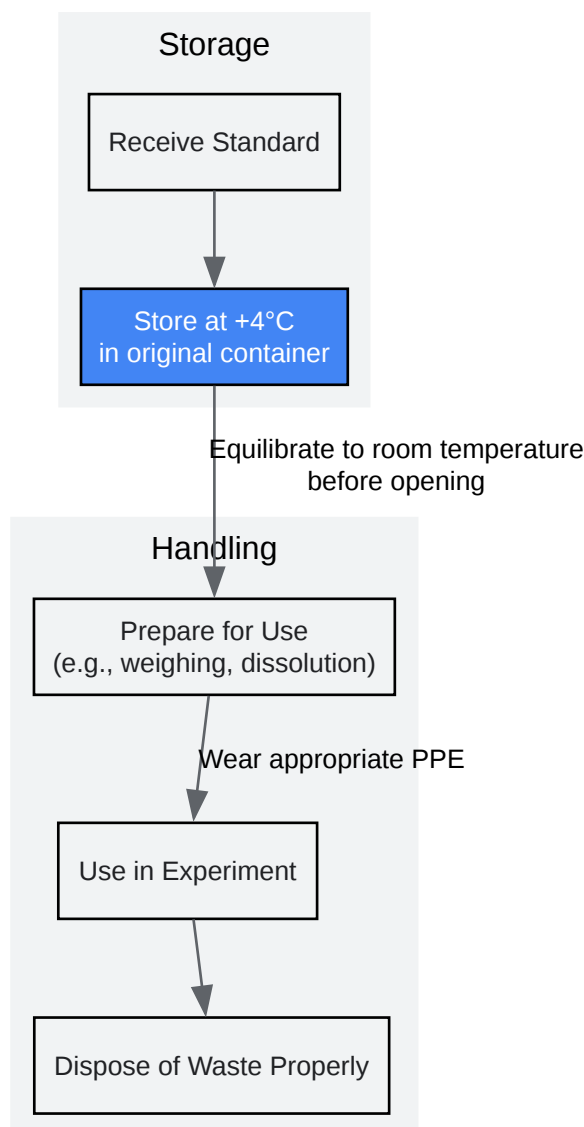 Storage
Receive Standard
Store at +4°C
in original container
Equilibrate to room temperature
before opening
Handling
Prepare for Use
(e.g., weighing, dissolution)
Wear appropriate PPE
Use in Experiment
Dispose of Waste Properly